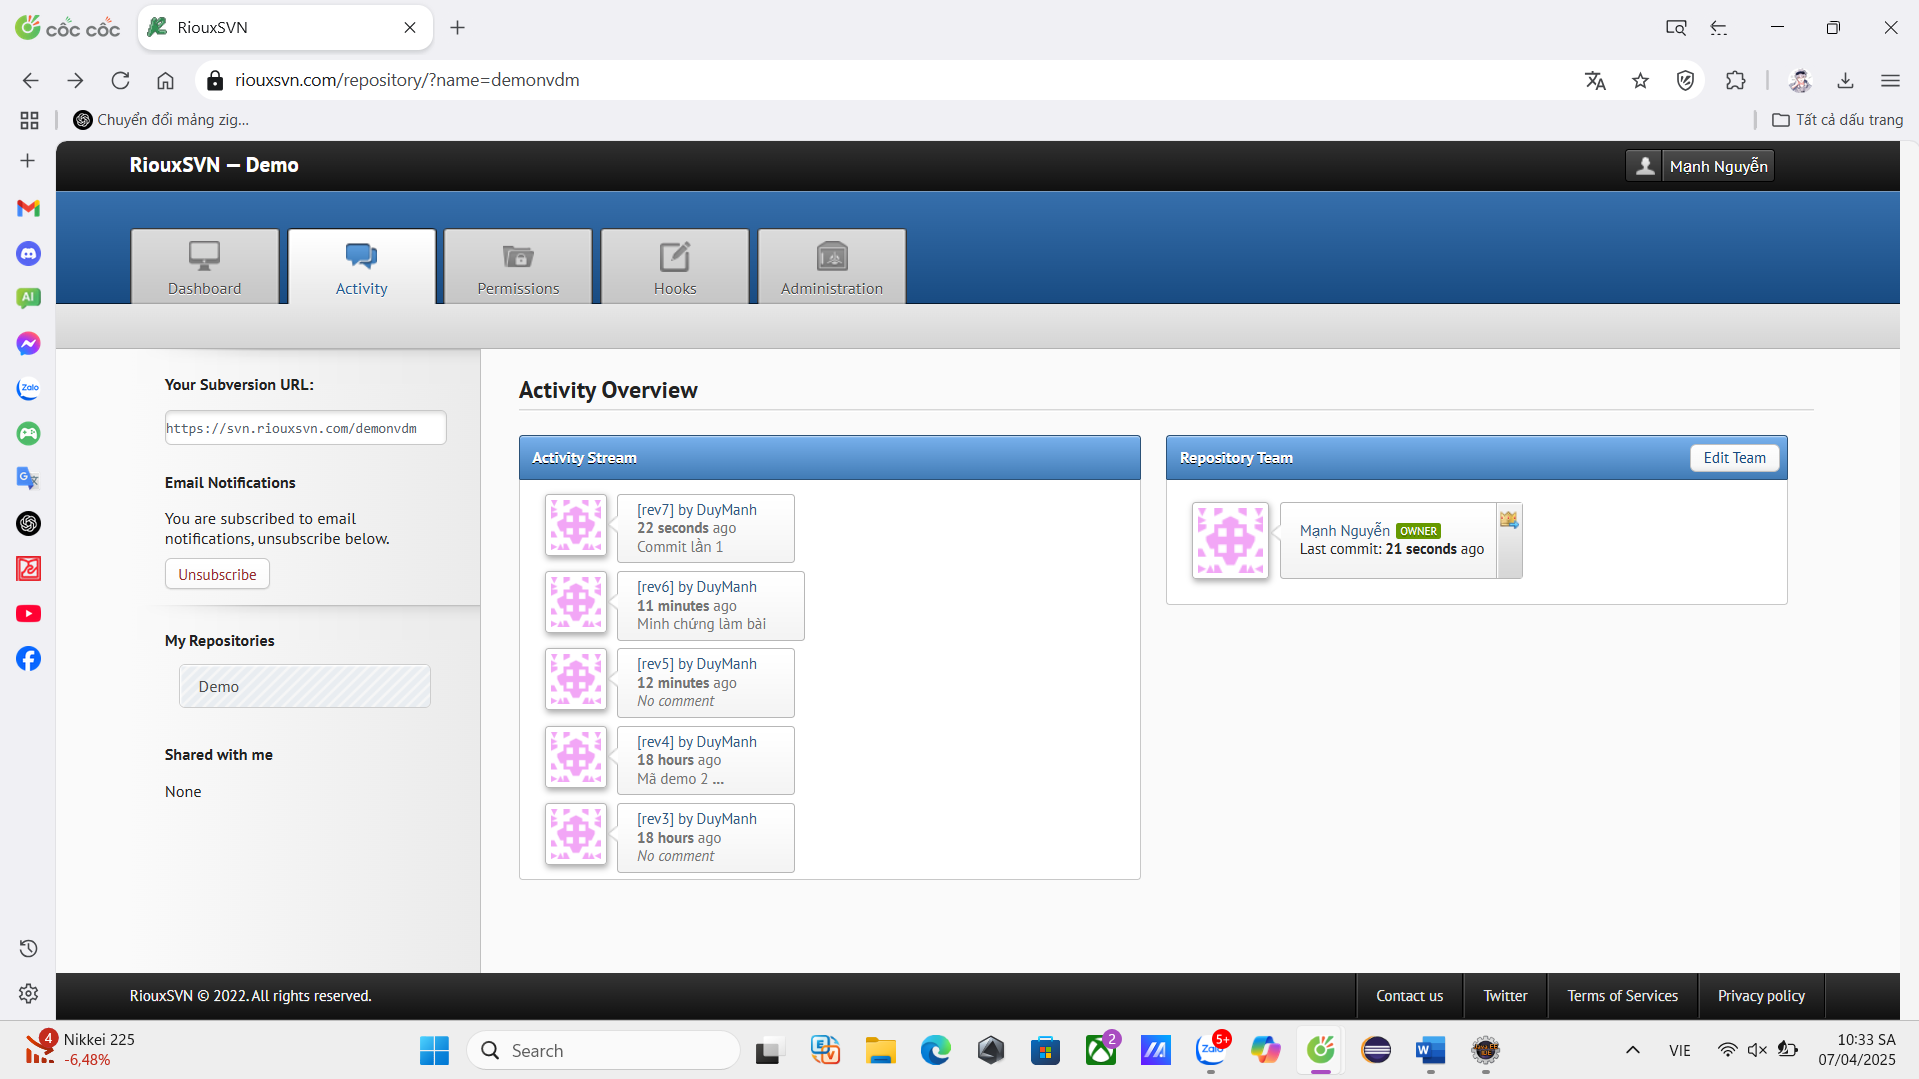 cốc cốc
RiouxSVN
riouxsvn.com/repository/?name=demonvdm
Chuyển đổi mảng zig...
Tất cả dấu trang
RiouxSVN — Demo
Mạnh Nguyễn
Dashboard
Activity
Permissions
Hooks
Administration
AI
Zalo
Your Subversion URL:
https://svn.riouxsvn.com/demonvdm
Email Notifications
You are subscribed to email
notifications, unsubscribe below.
Unsubscribe
My Repositories
Demo
Shared with me
None
Activity Overview
Activity Stream
[rev7] by DuyManh
22 seconds ago
Commit lần 1
[rev6] by DuyManh
11 minutes ago
Minh chứng làm bài
[rev5] by DuyManh
12 minutes ago
No comment
[rev4] by DuyManh
18 hours ago
Mã demo 2 ...
[rev3] by DuyManh
18 hours ago
No comment
Repository Team
Edit Team
Mạnh Nguyễn OWNER
Last commit: 21 seconds ago
RiouxSVN © 2022. All rights reserved.
Contact us
Twitter
Terms of Services
Privacy policy
4
Nikkei 225
-6,48%
Search
2
Zalo
5+
VIE
10:33 SA
07/04/2025